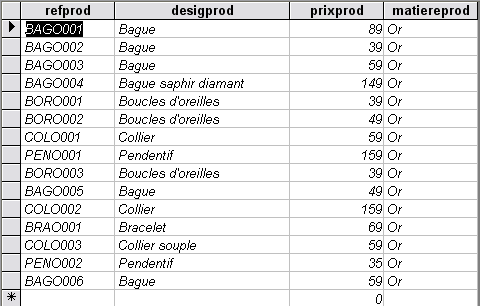 refprod desigprod prixprod matiereprod
BAGO001 Bague 89 Or
BAGO002 Bague 39 Or
BAGO003 Bague 59 Or
BAGO004 Bague saphir diamant 149 Or
BORO001 Boucles d'oreilles 39 Or
BORO002 Boucles d'oreilles 49 Or
COLO001 Collier 59 Or
PENO001 Pendentif 159 Or
BORO003 Boucles d'oreilles 39 Or
BAGO005 Bague 49 Or
COLO002 Collier 159 Or
BRAO001 Bracelet 69 Or
COLO003 Collier souple 59 Or
PENO002 Pendentif 35 Or
BAGO006 Bague 59 Or
0